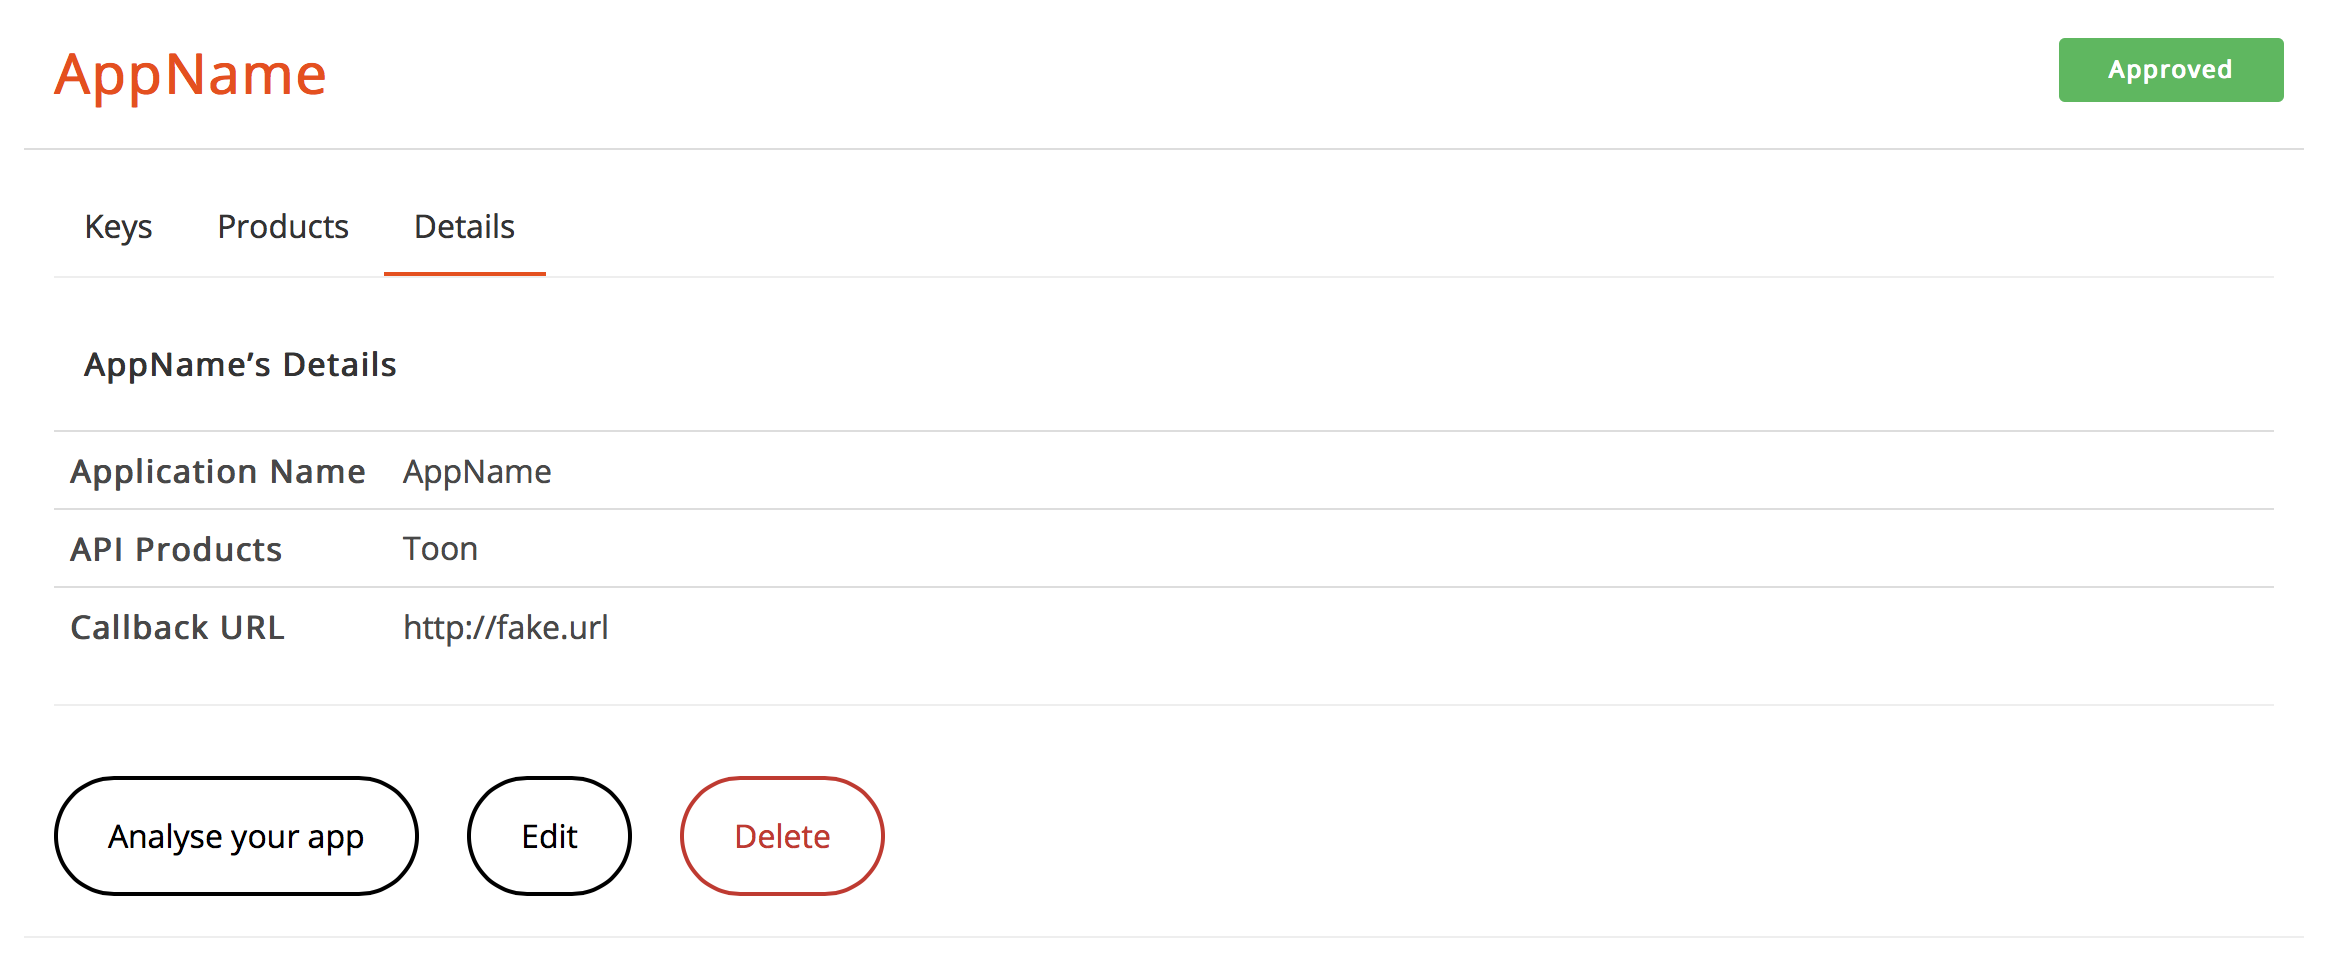 AppName
Approved
Keys Products Details
AppName’s Details
Application Name AppName
API Products Toon
Callback URL http://fake.url
Analyse your app Edit Delete